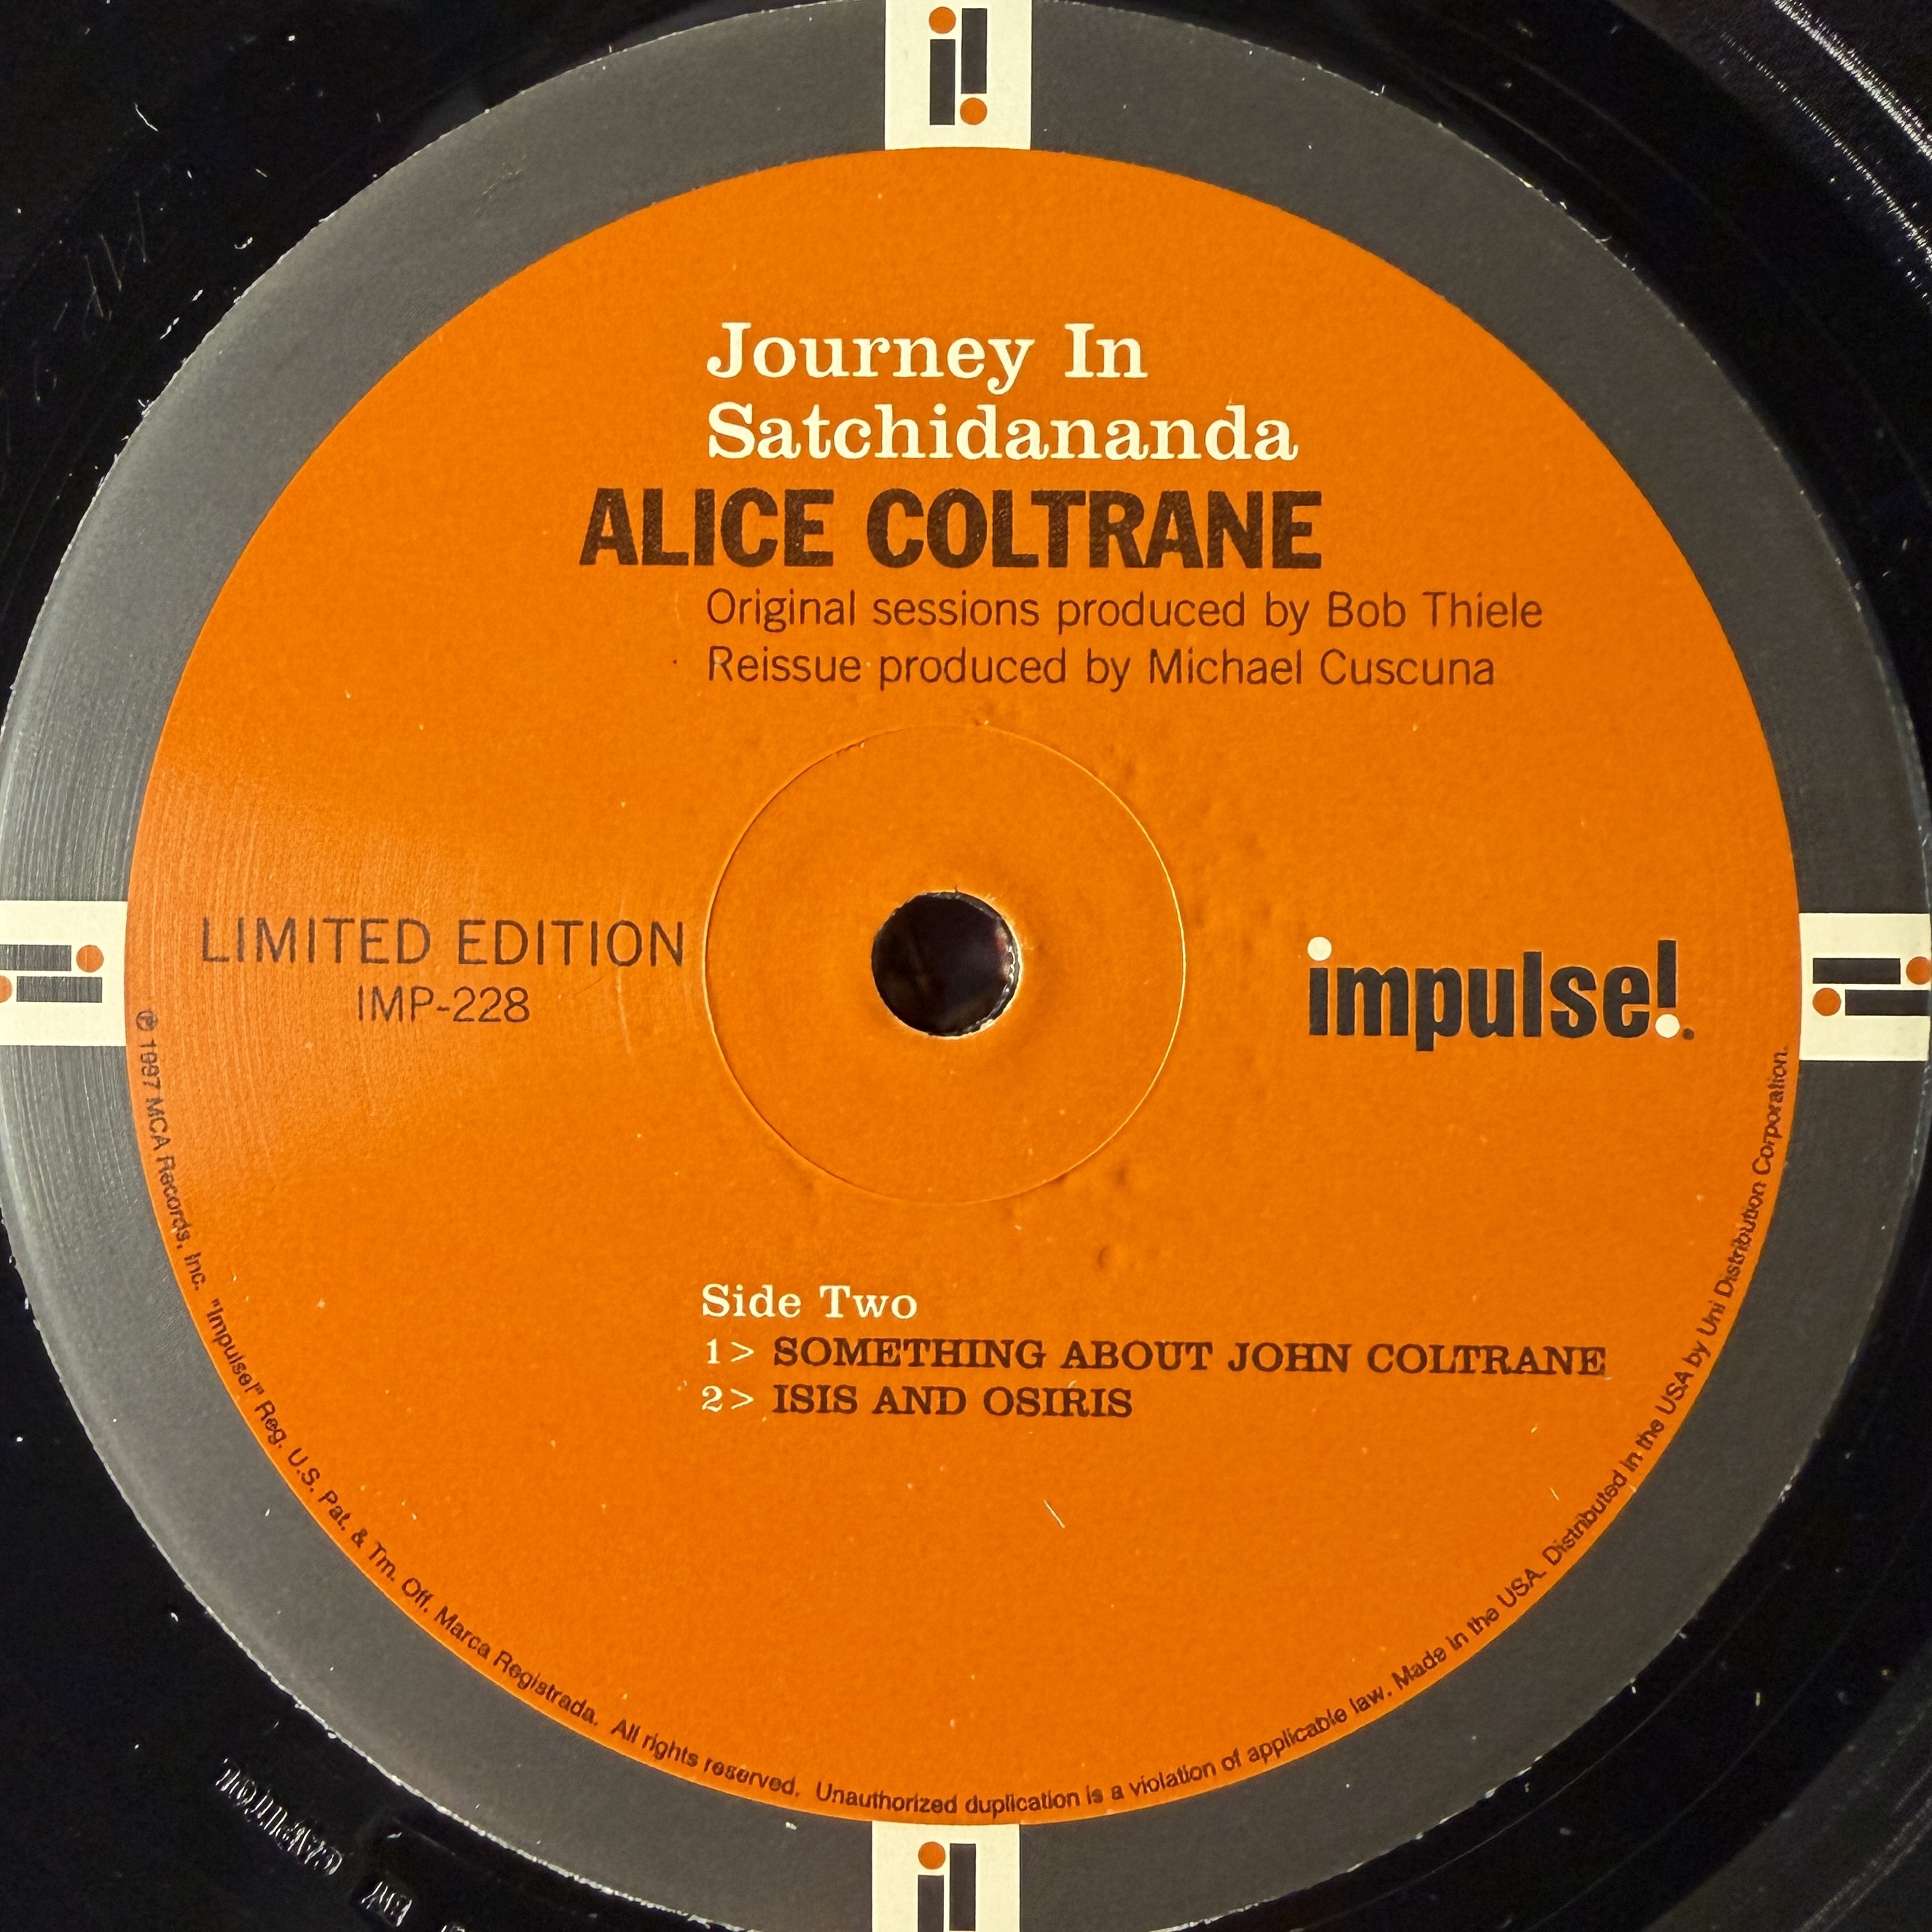 Journey In
Satchidananda
ALICE COLTRANE
Original sessions produced by Bob Thiele
Reissue produced by Michael Cuscuna
LIMITED EDITION
IMP-228
impulse!
Side Two
1> SOMETHING ABOUT JOHN COLTRANE
2> ISIS AND OSIRIS
℗ 1997 MCA Records, Inc. "Impulse!" Reg. U.S. Pat. & Tm. Off. Marca Registrada. All rights reserved. Unauthorized duplication is a violation of applicable law. Made in the USA. Distributed in the USA by Uni Distribution Corporation.